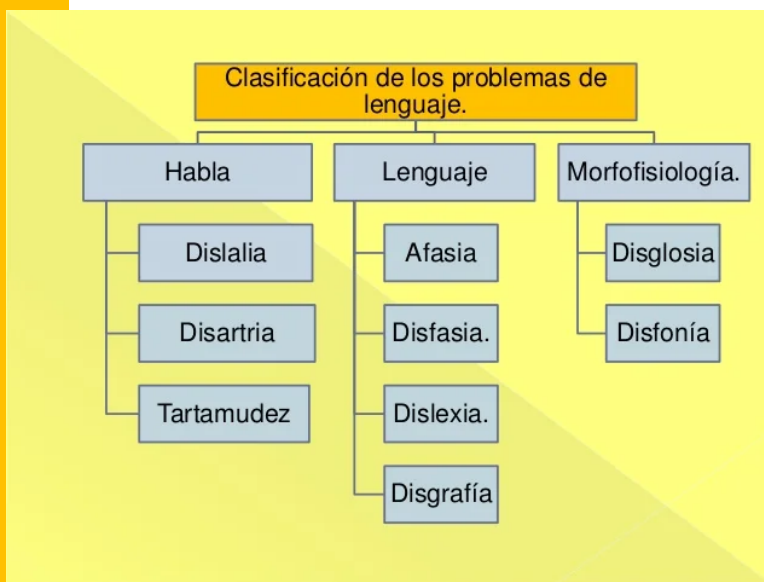 Clasificación de los problemas de
lenguaje.
Habla
Dislalia
Disartria
Tartamudez
Lenguaje
Afasia
Disfasia.
Dislexia.
Disgrafía
Morfofisiología.
Disglosia
Disfonía